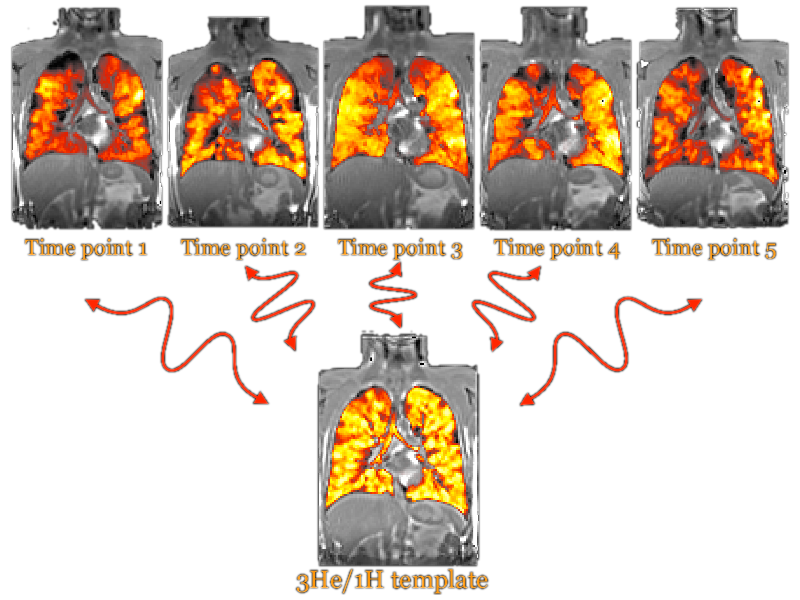 Time point 1
Time point 2
Time point 3
Time point 4
Time point 5
3He/1H template